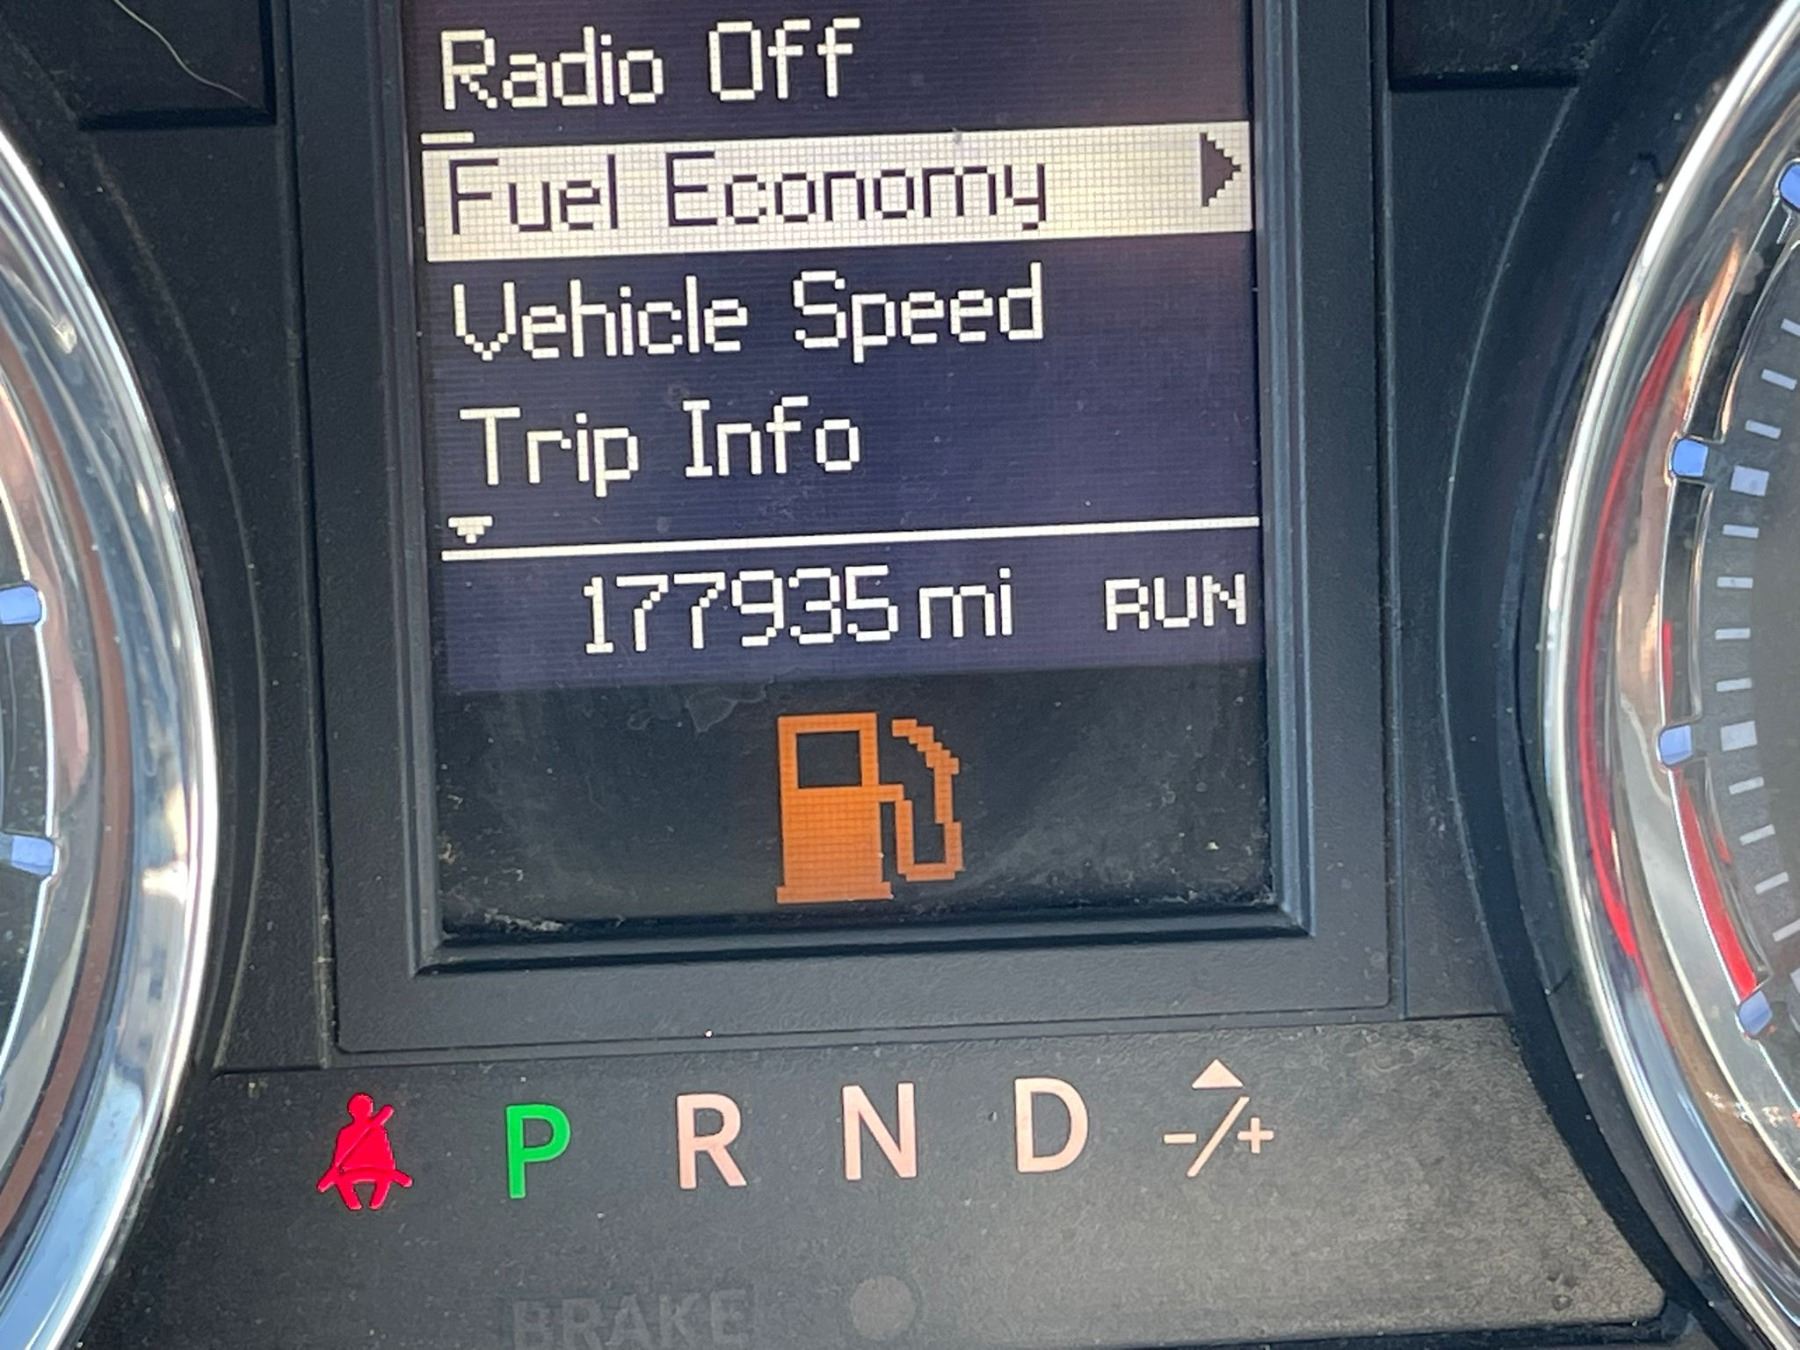 Radio Off
Fuel Economy
Vehicle Speed
Trip Info
177935 mi RUN
P R N D -/+
BRAKE